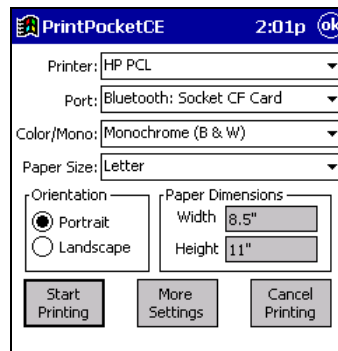 PrintPocketCE 2:01p ok
Printer: HP PCL
Port: Bluetooth: Socket CF Card
Color/Mono: Monochrome (B & W)
Paper Size: Letter
Orientation Paper Dimensions
Portrait Width 8.5"
Landscape Height 11"
Start Printing More Settings Cancel Printing